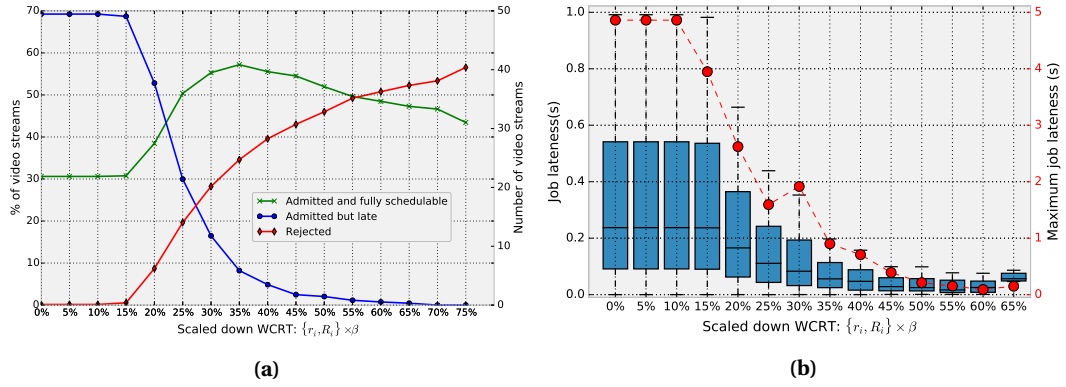 70
60
50
40
30
20
10
0
% of video streams
50
40
30
20
10
0
Number of video streams
Admitted and fully schedulable
Admitted but late
Rejected
0% 5% 10% 15% 20% 25% 30% 35% 40% 45% 50% 55% 60% 65% 70% 75%
Scaled down WCRT: {r_i, R_i} × β
(a)
1.0
0.8
0.6
0.4
0.2
0.0
Job lateness(s)
5
4
3
2
1
0
Maximum job lateness (s)
0% 5% 10% 15% 20% 25% 30% 35% 40% 45% 50% 55% 60% 65%
Scaled down WCRT: {r_i, R_i} × β
(b)